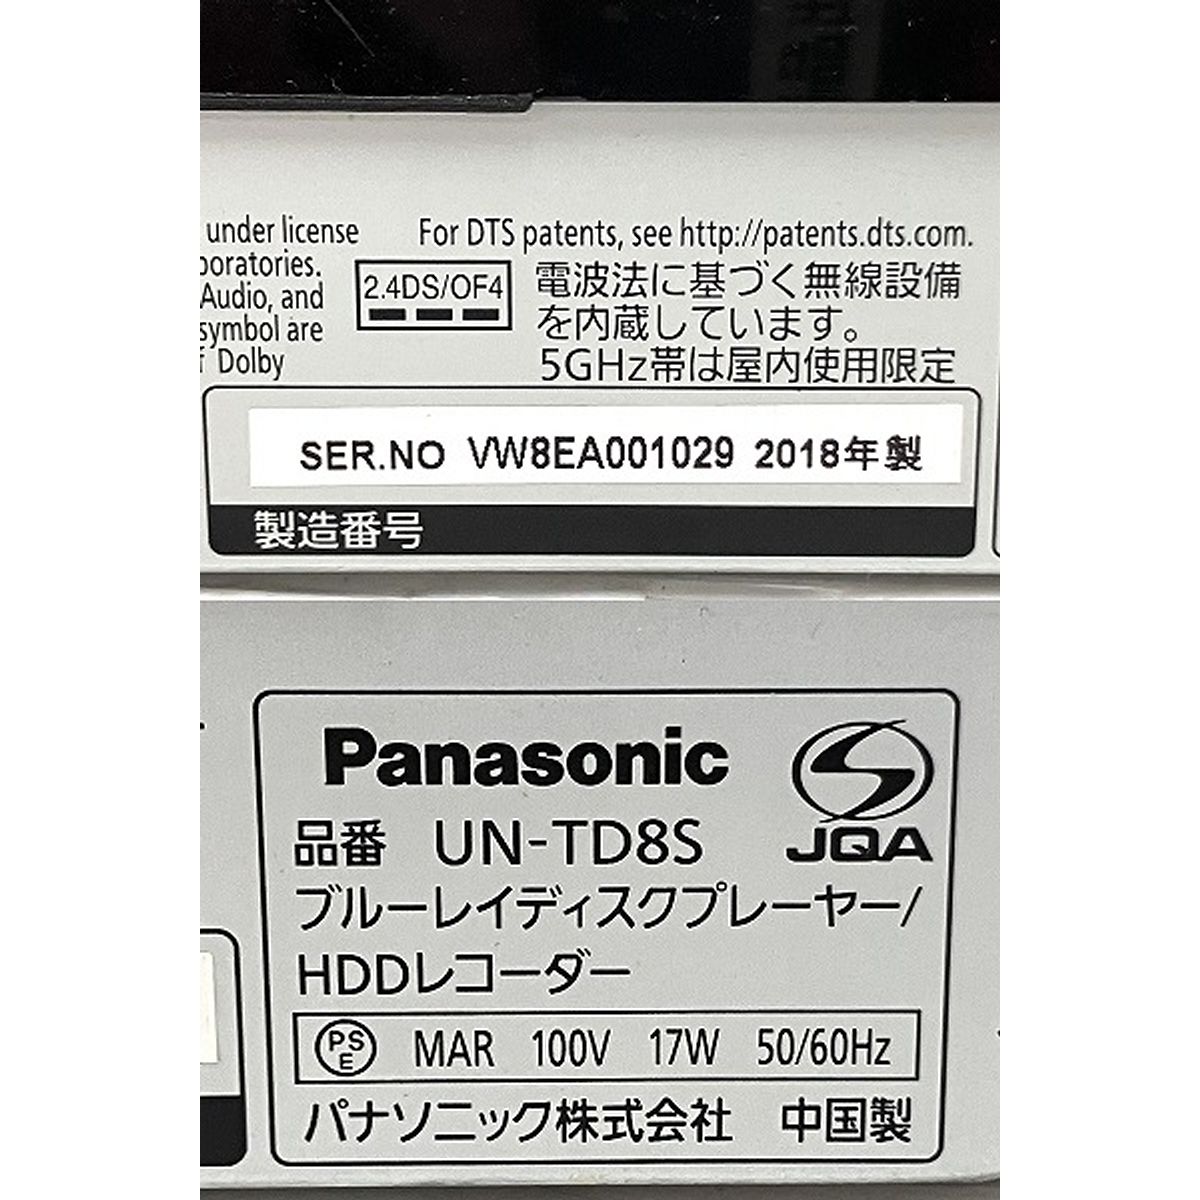 under license
boratories.
Audio, and
symbol are
f Dolby
For DTS patents, see http://patents.dts.com.
2.4DS/OF4
電波法に基づく無線設備
を内蔵しています。
5GHz帯は屋内使用限定
SER.NO VW8EA001029 2018年製
製造番号
Panasonic
JQA
品番 UN-TD8S
ブルーレイディスクプレーヤー/
HDDレコーダー
PSE MAR 100V 17W 50/60Hz
パナソニック株式会社 中国製